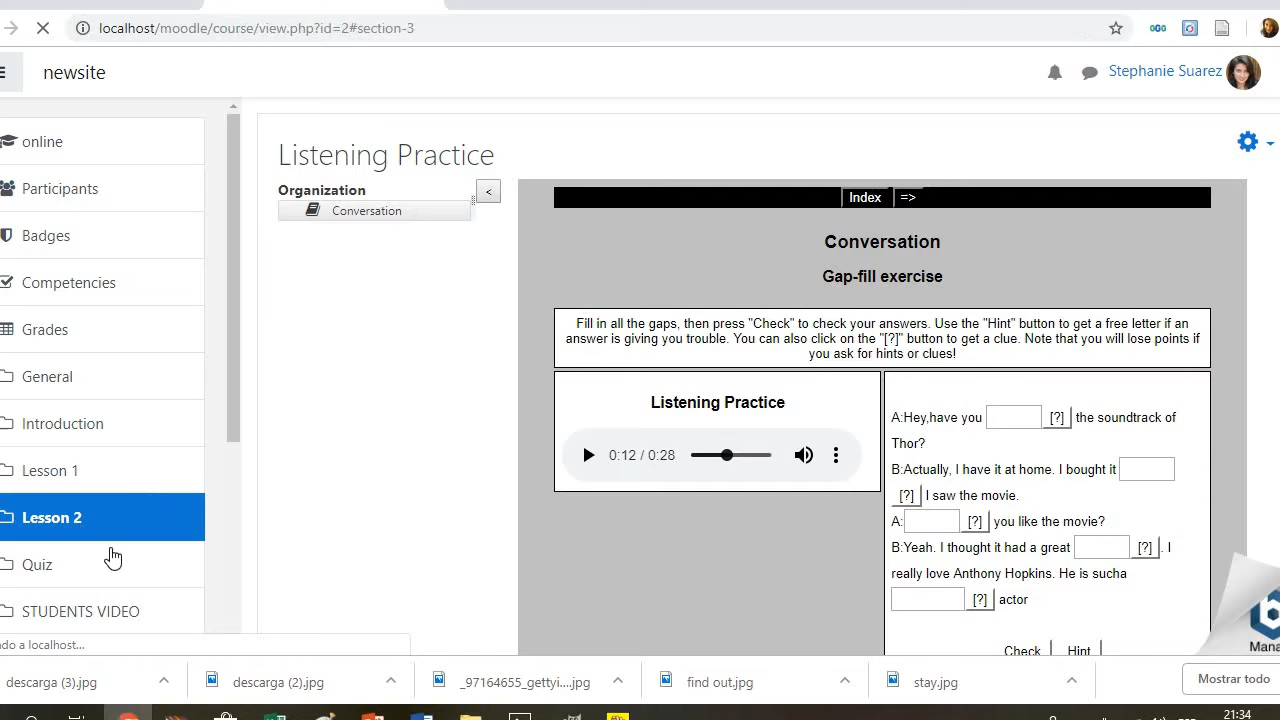 localhost/moodle/course/view.php?id=2#section-3
newsite
Stephanie Suarez
online
Participants
Badges
Competencies
Grades
General
Introduction
Lesson 1
Lesson 2
Quiz
STUDENTS VIDEO
Listening Practice
Organization
<
Conversation
Index
=>
Conversation
Gap-fill exercise
Fill in all the gaps, then press "Check" to check your answers. Use the "Hint" button to get a free letter if an
answer is giving you trouble. You can also click on the "[?]" button to get a clue. Note that you will lose points if
you ask for hints or clues!
Listening Practice
0:12 / 0:28
A:Hey,have you [?] the soundtrack of
Thor?
B:Actually, I have it at home. I bought it
[?] I saw the movie.
A: [?] you like the movie?
B:Yeah. I thought it had a great [?] . I
really love Anthony Hopkins. He is sucha
[?] actor
Check Hint
Mana
ndo a localhost...
descarga (3).jpg
descarga (2).jpg
_97164655_gettyi....jpg
find out.jpg
stay.jpg
Mostrar todo
21:34